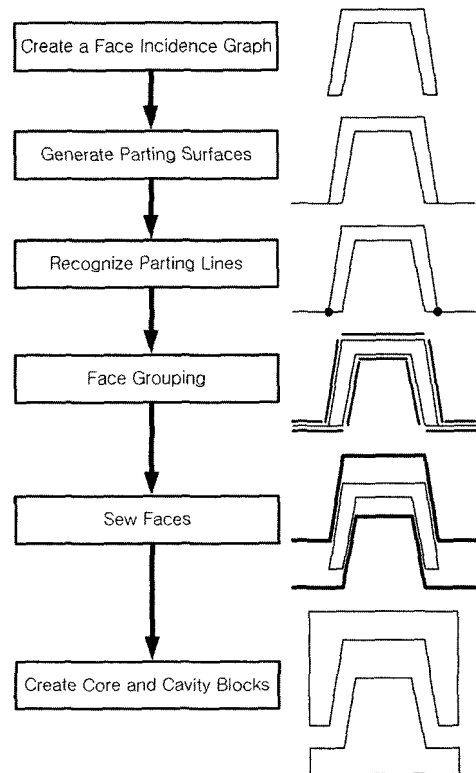 Create a Face Incidence Graph
Generate Parting Surfaces
Recognize Parting Lines
Face Grouping
Sew Faces
Create Core and Cavity Blocks